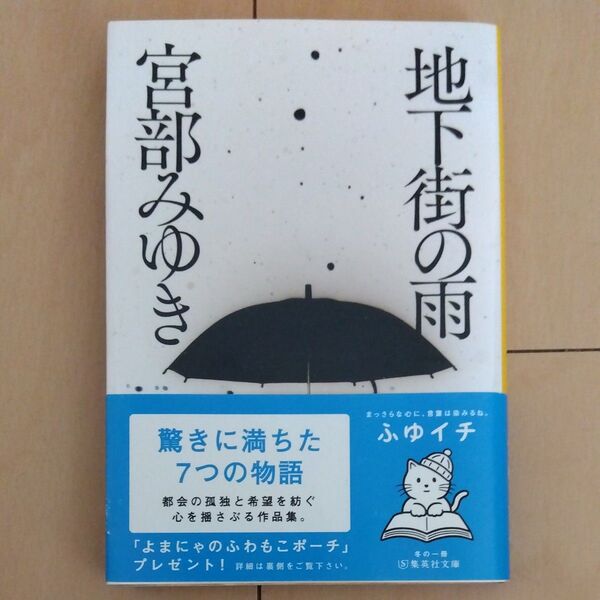 地下街の雨
宮部みゆき
驚きに満ちた
7つの物語
都会の孤独と希望を紡ぐ
心を揺さぶる作品集。
「よまにゃのふわもこポーチ」
プレゼント! 詳細は裏側をご覧下さい。
まっさらな心に、言葉は染みるね。
ふゆイチ
冬の一冊
S集英社文庫